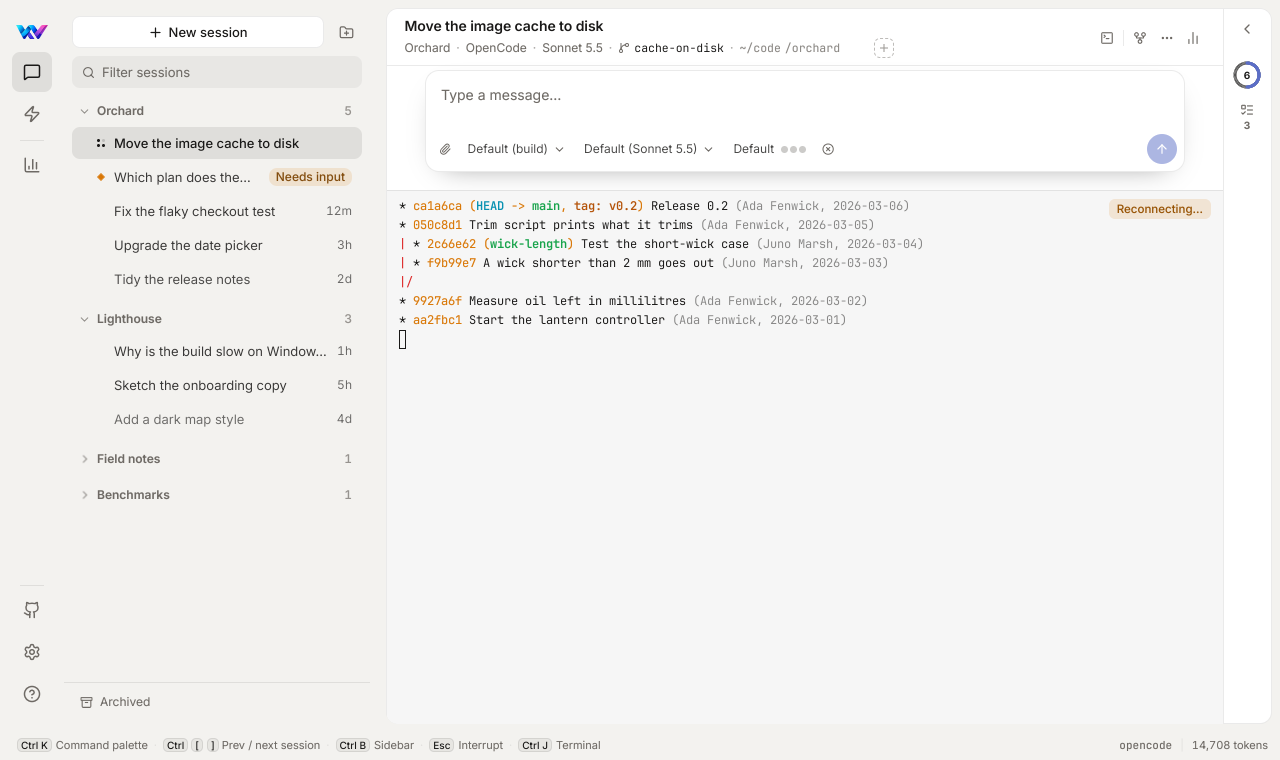 New session
Filter sessions
Orchard 5
Move the image cache to disk
Which plan does the... Needs input
Fix the flaky checkout test 12m
Upgrade the date picker 3h
Tidy the release notes 2d
Lighthouse 3
Why is the build slow on Window... 1h
Sketch the onboarding copy 5h
Add a dark map style 4d
Field notes 1
Benchmarks 1
Archived
Move the image cache to disk
Orchard · OpenCode · Sonnet 5.5 · cache-on-disk · ~/code/orchard
Type a message...
Default (build) Default (Sonnet 5.5) Default
* ca1a6ca (HEAD -> main, tag: v0.2) Release 0.2 (Ada Fenwick, 2026-03-06)
Reconnecting...
* 050c8d1 Trim script prints what it trims (Ada Fenwick, 2026-03-05)
| * 2c66e62 (wick-length) Test the short-wick case (Juno Marsh, 2026-03-04)
| * f9b99e7 A wick shorter than 2 mm goes out (Juno Marsh, 2026-03-03)
|/
* 9927a6f Measure oil left in millilitres (Ada Fenwick, 2026-03-02)
* aa2fbc1 Start the lantern controller (Ada Fenwick, 2026-03-01)
6
3
Ctrl K Command palette Ctrl [ ] Prev / next session Ctrl B Sidebar Esc Interrupt Ctrl J Terminal
opencode 14,708 tokens